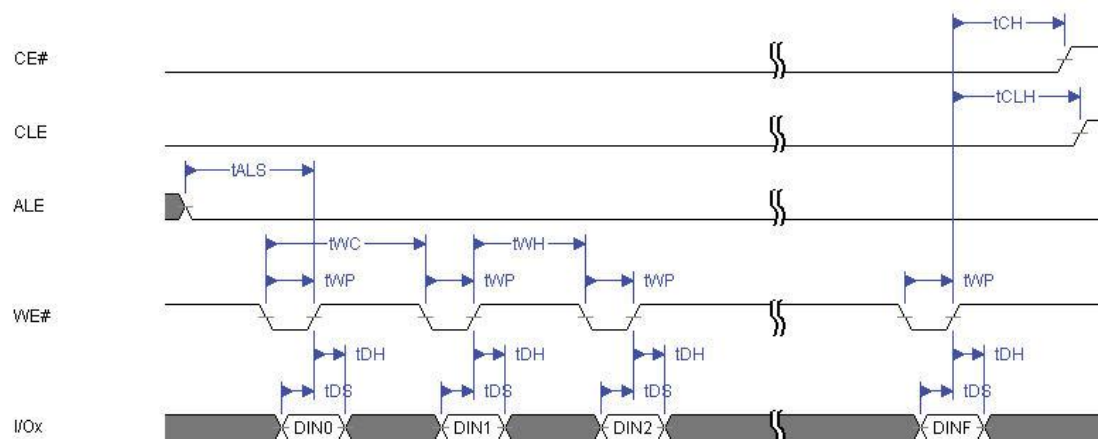 tCH
CE#
tCLH
CLE
tALS
ALE
tWC tWH
tWP tWP tWP tWP
WE#
tDH tDH tDH tDH
tDS tDS tDS tDS
I/Ox DIN0 DIN1 DIN2 DINF